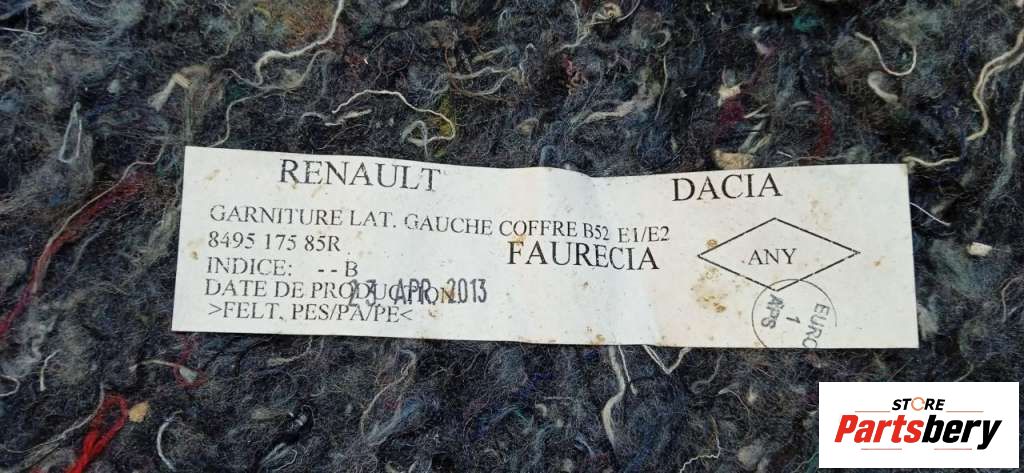 RENAULT DACIA
GARNITURE LAT. GAUCHE COFFRE B52 E1/E2
8495 175 85R FAURECIA
ANY
INDICE: --B
DATE DE PRODUCTION 23 APR 2013
>FELT, PES/PA/PE<
EURO
1
APS
STORE
Partsbery